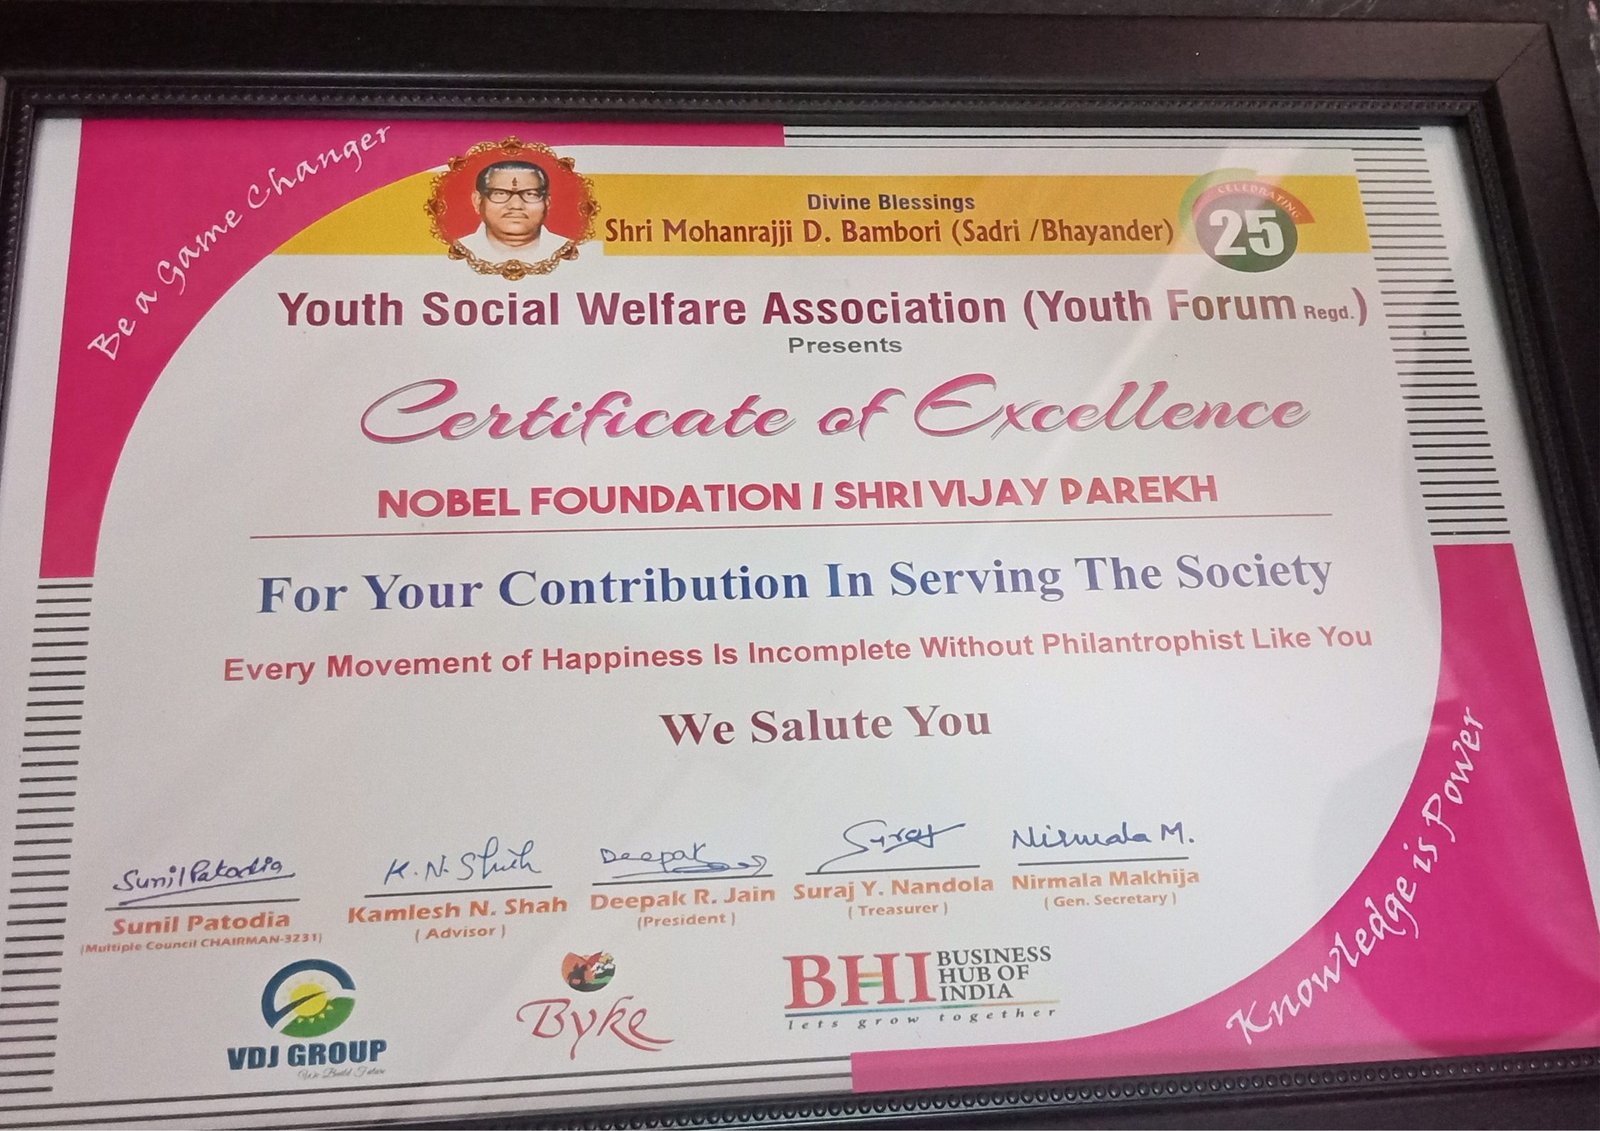 Be a Game Changer
Divine Blessings
Shri Mohanrajji D. Bambori (Sadri /Bhayander)
CELEBRATING
25
Youth Social Welfare Association (Youth Forum Regd.)
Presents
Certificate of Excellence
NOBEL FOUNDATION / SHRI VIJAY PAREKH
For Your Contribution In Serving The Society
Every Movement of Happiness Is Incomplete Without Philantrophist Like You
We Salute You
Sunil Patodia K. N. Shah Deepak Suraj Nirmala M.
Sunil Patodia Kamlesh N. Shah Deepak R. Jain Suraj Y. Nandola Nirmala Makhija
(Multiple Council CHAIRMAN-3231) ( Advisor ) (President ) ( Treasurer ) ( Gen. Secretary )
VDJ GROUP
We Build Future
Byke
BHI BUSINESS
HUB OF
INDIA
lets grow together
Knowledge is Power